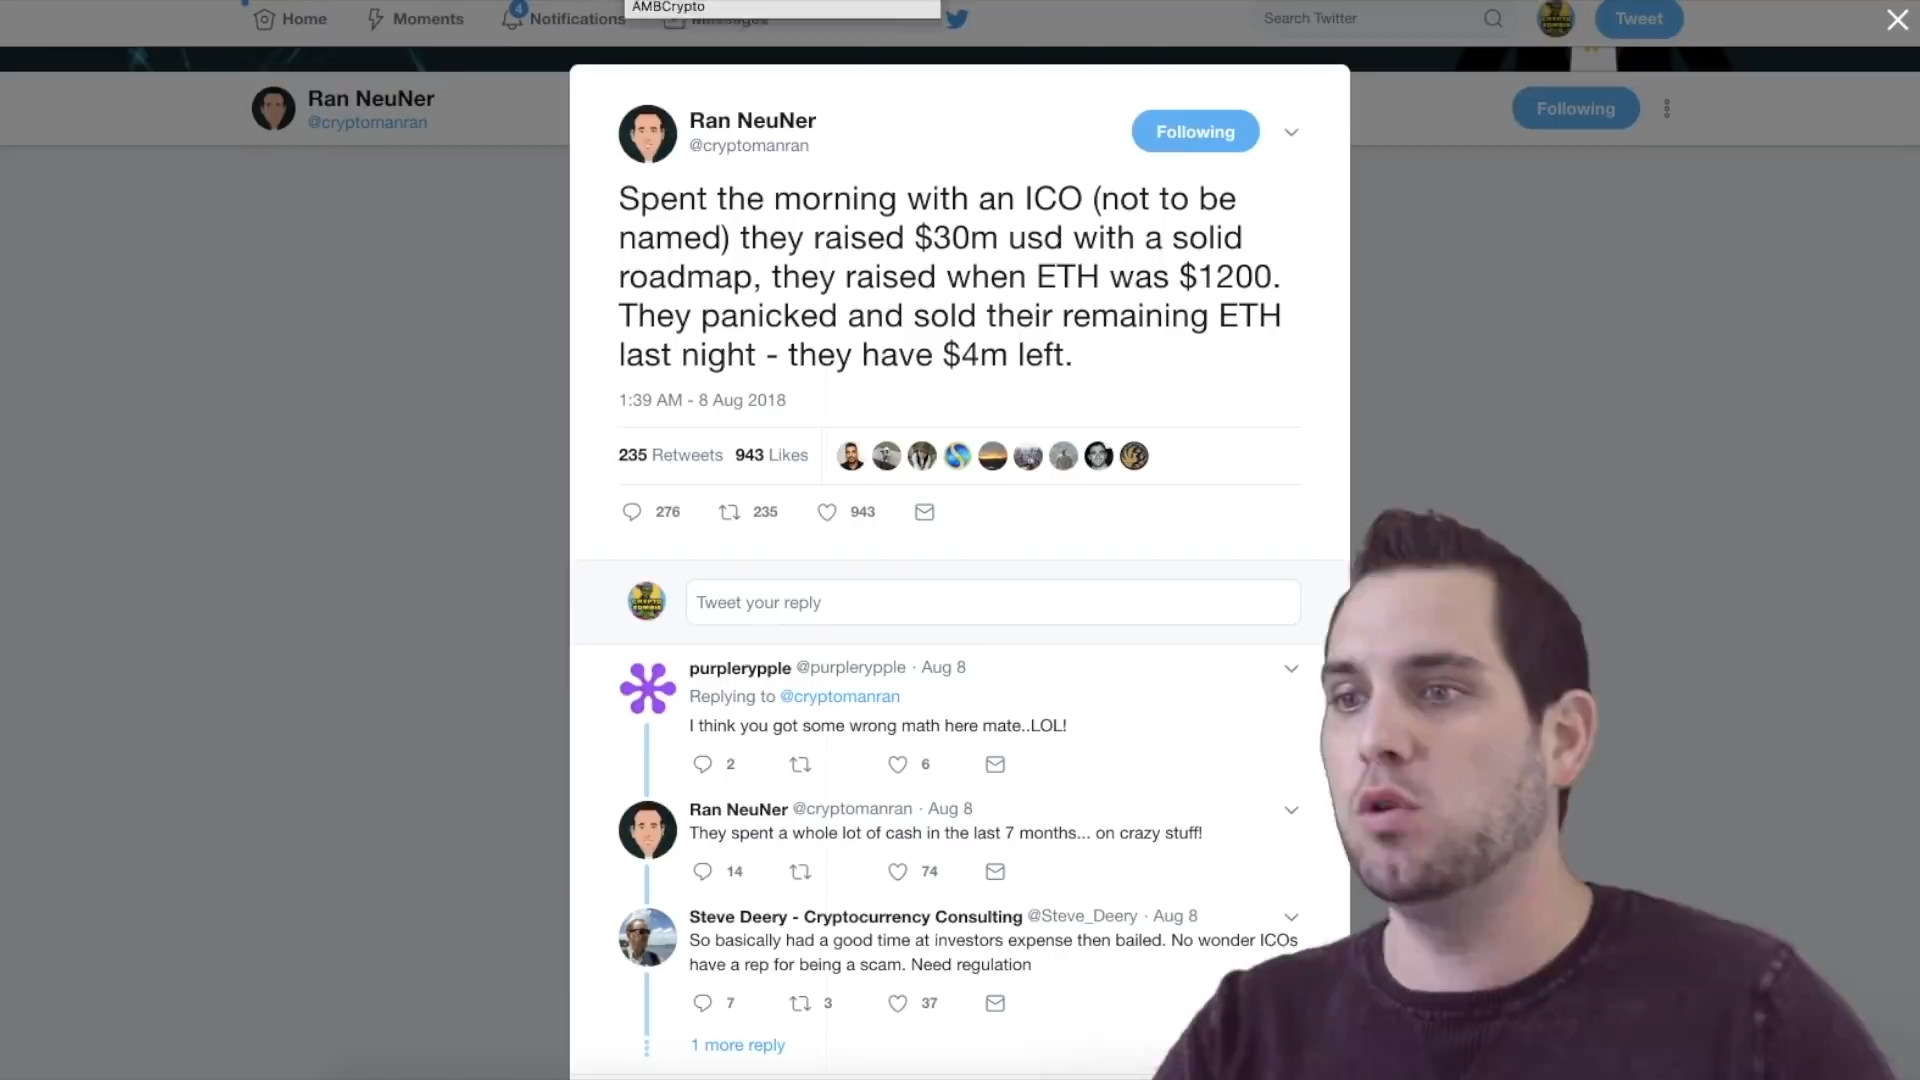 AMBCrypto
Home
Moments
4
Notifications
Search Twitter
Tweet
Ran NeuNer
@cryptomanran
Following
Ran NeuNer
@cryptomanran
Following
Spent the morning with an ICO (not to be
named) they raised $30m usd with a solid
roadmap, they raised when ETH was $1200.
They panicked and sold their remaining ETH
last night - they have $4m left.
1:39 AM - 8 Aug 2018
235 Retweets 943 Likes
276 235 943
CRYPTO
ZOMBIE
Tweet your reply
purplerypple @purplerypple · Aug 8
Replying to @cryptomanran
I think you got some wrong math here mate..LOL!
2 6
Ran NeuNer @cryptomanran · Aug 8
They spent a whole lot of cash in the last 7 months... on crazy stuff!
14 74
Steve Deery - Cryptocurrency Consulting @Steve_Deery · Aug 8
So basically had a good time at investors expense then bailed. No wonder ICOs
have a rep for being a scam. Need regulation
7 3 37
1 more reply